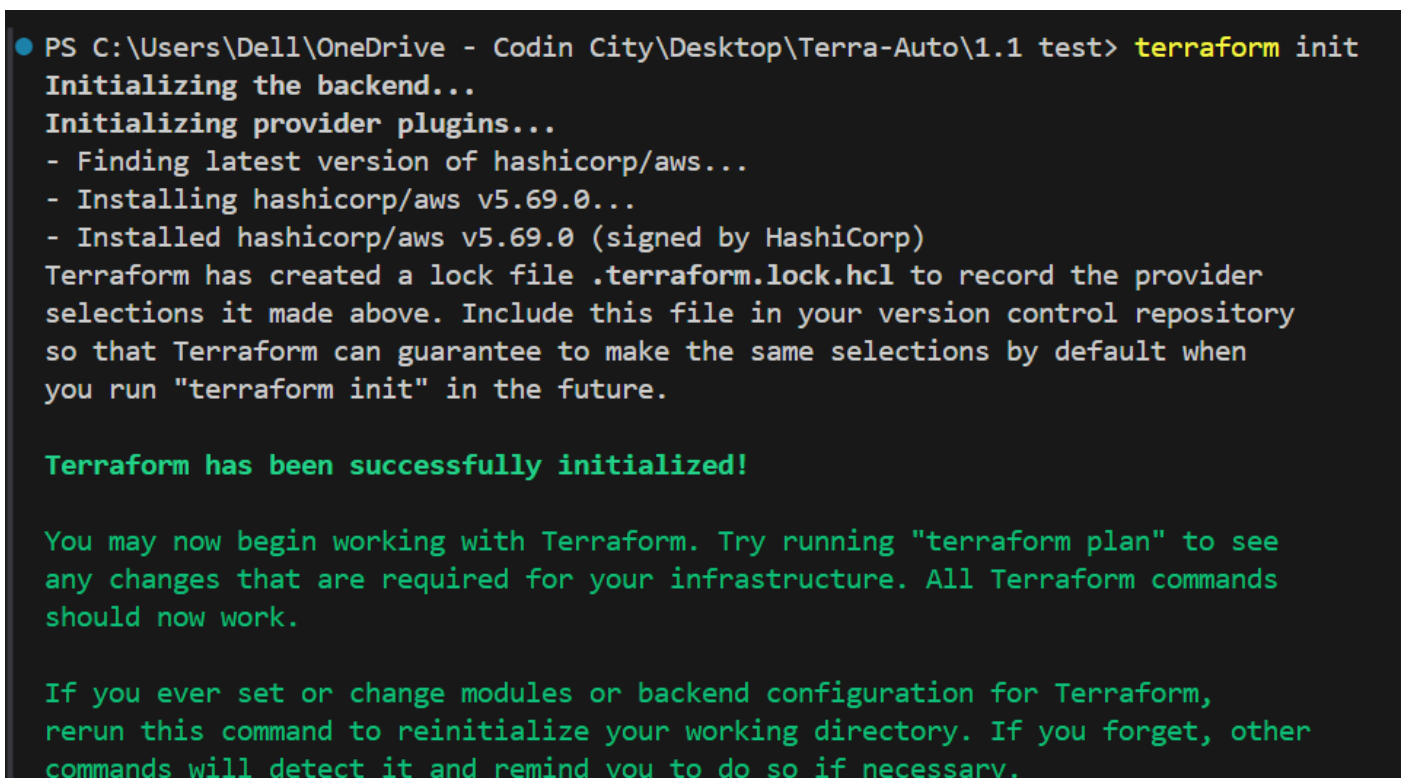 PS C:\Users\Dell\OneDrive - Codin City\Desktop\Terra-Auto\1.1 test> terraform init
Initializing the backend...
Initializing provider plugins...
- Finding latest version of hashicorp/aws...
- Installing hashicorp/aws v5.69.0...
- Installed hashicorp/aws v5.69.0 (signed by HashiCorp)
Terraform has created a lock file .terraform.lock.hcl to record the provider
selections it made above. Include this file in your version control repository
so that Terraform can guarantee to make the same selections by default when
you run "terraform init" in the future.
Terraform has been successfully initialized!
You may now begin working with Terraform. Try running "terraform plan" to see
any changes that are required for your infrastructure. All Terraform commands
should now work.
If you ever set or change modules or backend configuration for Terraform,
rerun this command to reinitialize your working directory. If you forget, other
commands will detect it and remind you to do so if necessary.